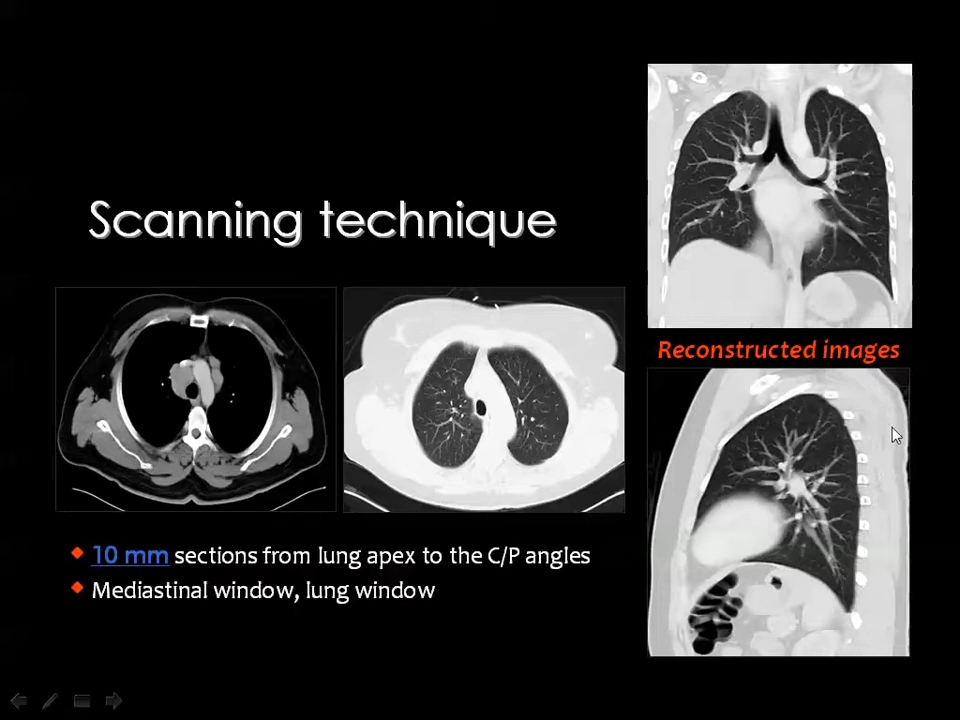 Scanning technique
Reconstructed images
10 mm sections from lung apex to the C/P angles
Mediastinal window, lung window